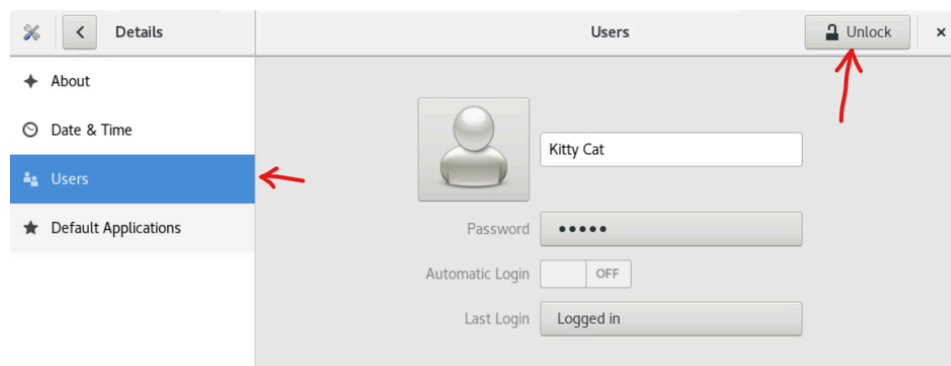 Details
Users
Unlock
About
Date & Time
Users
Default Applications
Kitty Cat
Password
•••••
Automatic Login
OFF
Last Login
Logged in